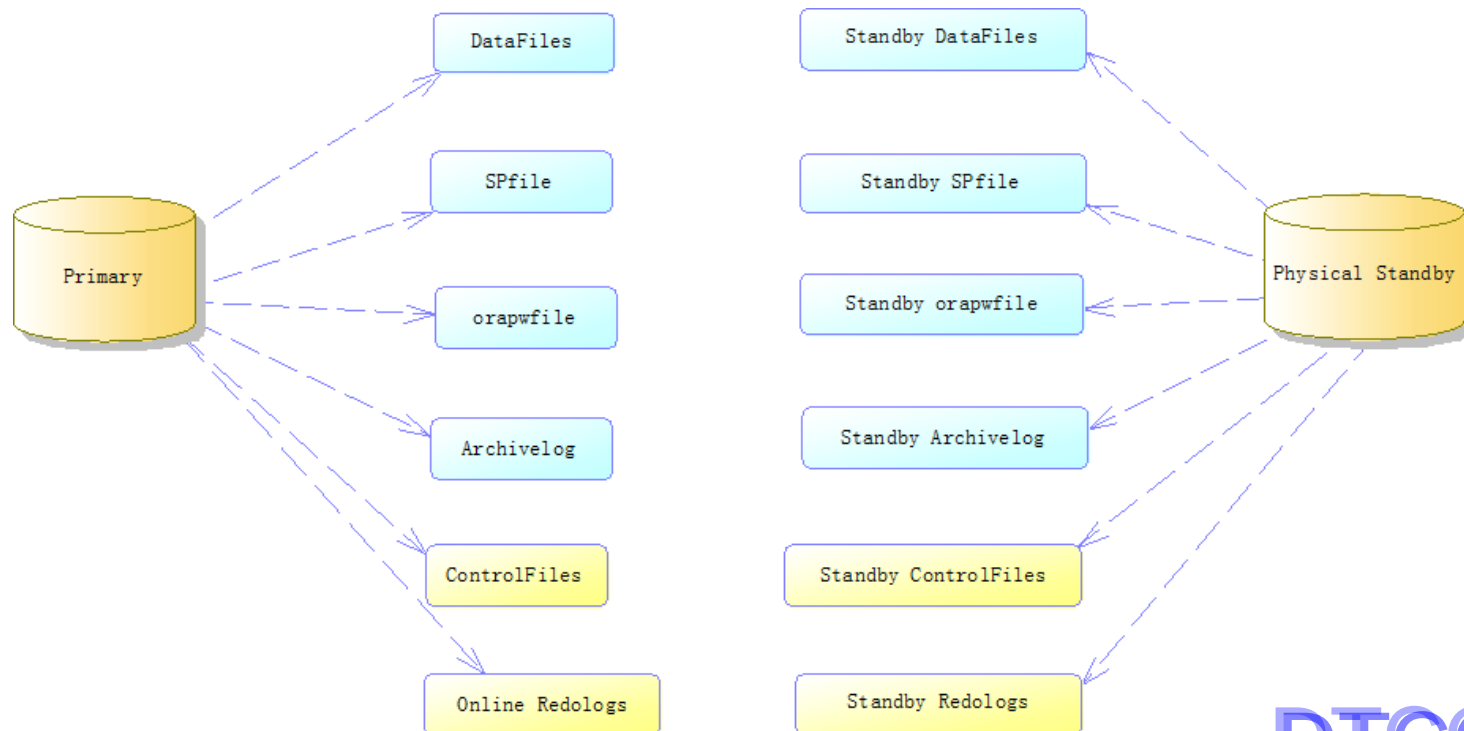 DataFiles
Standby DataFiles
SPfile
Standby SPfile
Primary
Physical Standby
orapwfile
Standby orapwfile
Archivelog
Standby Archivelog
ControlFiles
Standby ControlFiles
Online Redologs
Standby Redologs